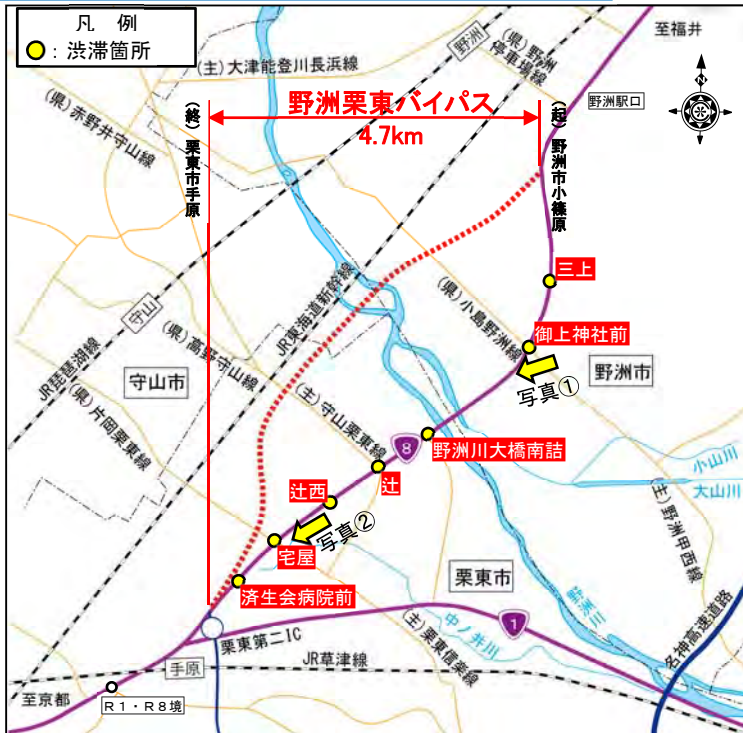 凡 例
：渋滞箇所
至福井
野洲
(県)野洲
停車場線
(主)大津能登川長浜線
野洲駅口
N
(県)赤野井守山線
(終)栗東市手原
野洲栗東バイパス
4.7km
(起)野洲市小篠原
三上
JR東海道新幹線
(県)小島野洲線
守山
御上神社前
(県)高野守山線
JR琵琶湖線
守山市
野洲市
写真①
(県)片岡栗東線
(主)守山栗東線
8
野洲川大橋南詰
小山川
辻
大山川
辻西
(主)野洲甲西線
写真②
宅屋
栗東市
済生会病院前
野洲川
名神高速道路
中ノ井川
1
栗東第二IC
(主)栗東信楽線
手原
JR草津線
至京都
R1・R8境